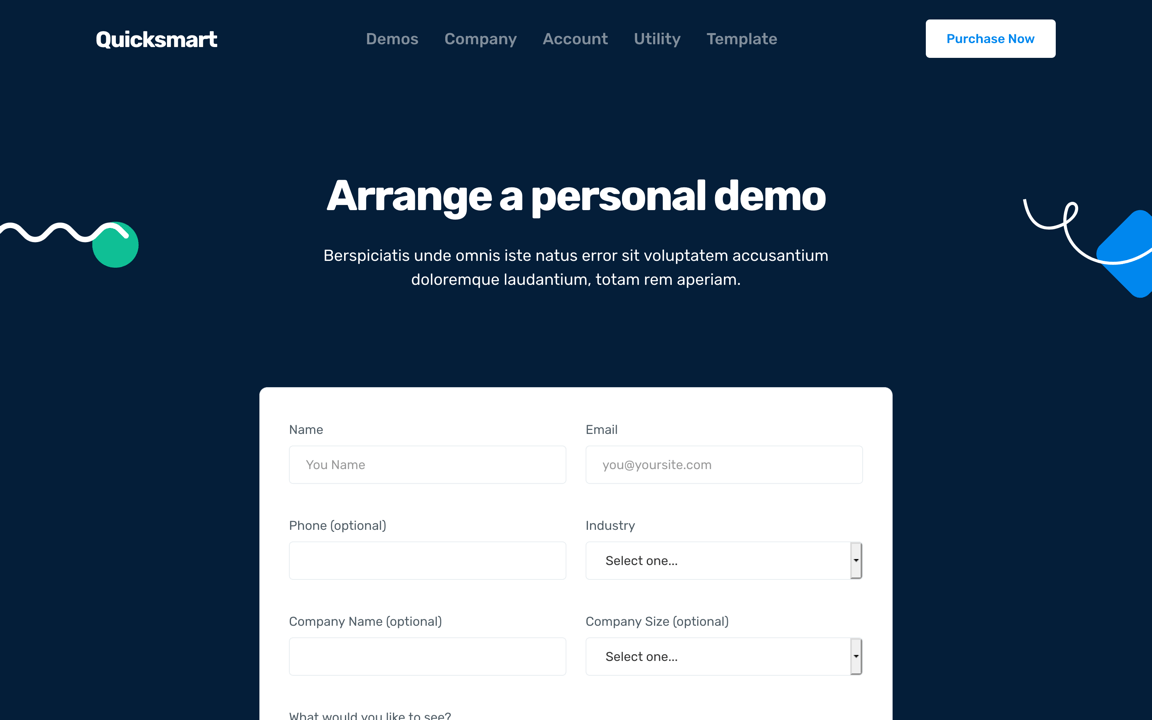 Quicksmart
Demos
Company
Account
Utility
Template
Purchase Now
Arrange a personal demo
Berspiciatis unde omnis iste natus error sit voluptatem accusantium
doloremque laudantium, totam rem aperiam.
Name
Email
You Name
you@yoursite.com
Phone (optional)
Industry
Select one...
Company Name (optional)
Company Size (optional)
Select one...
What would you like to see?